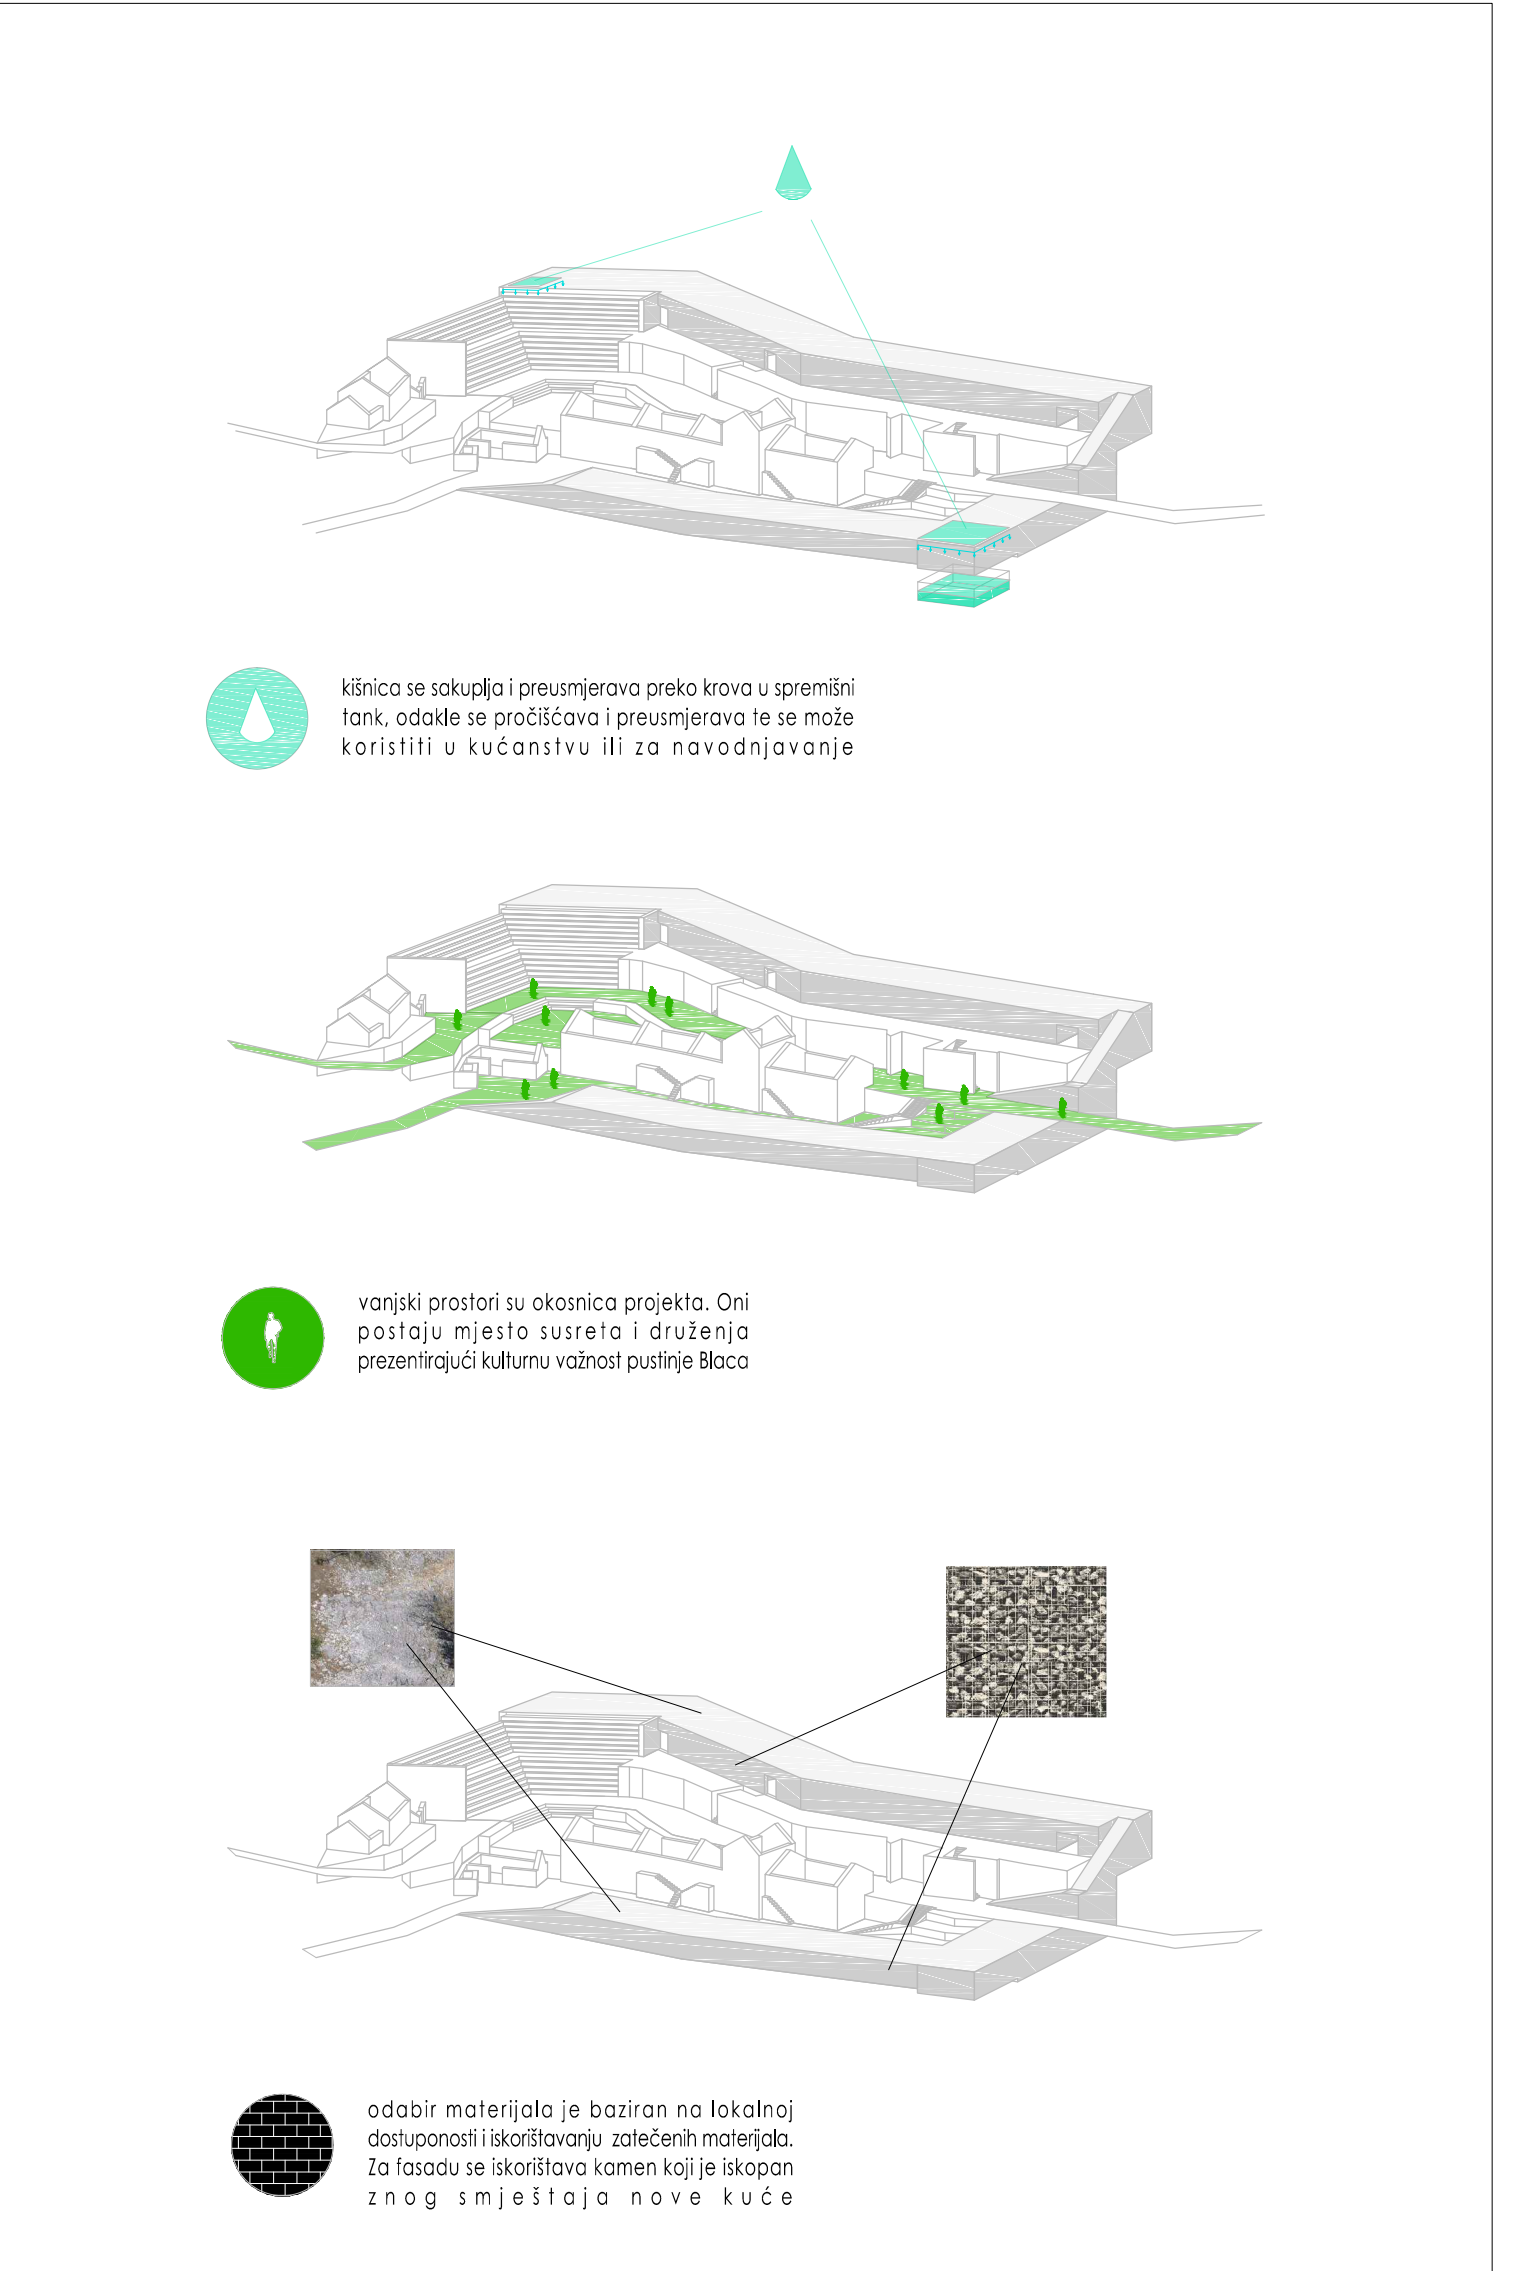 kišnica se sakuplja i preusmjerava preko krova u spremišni
tank, odakle se pročišćava i preusmjerava te se može
koristiti u kućanstvu ili za navodnjavanje
vanjski prostori su okosnica projekta. Oni
postaju mjesto susreta i druženja
prezentirajući kulturnu važnost pustinje Blaca
odabir materijala je baziran na lokalnoj
dostuponosti i iskorištavanju zatečenih materijala.
Za fasadu se iskorištava kamen koji je iskopan
znog smještaja nove kuće